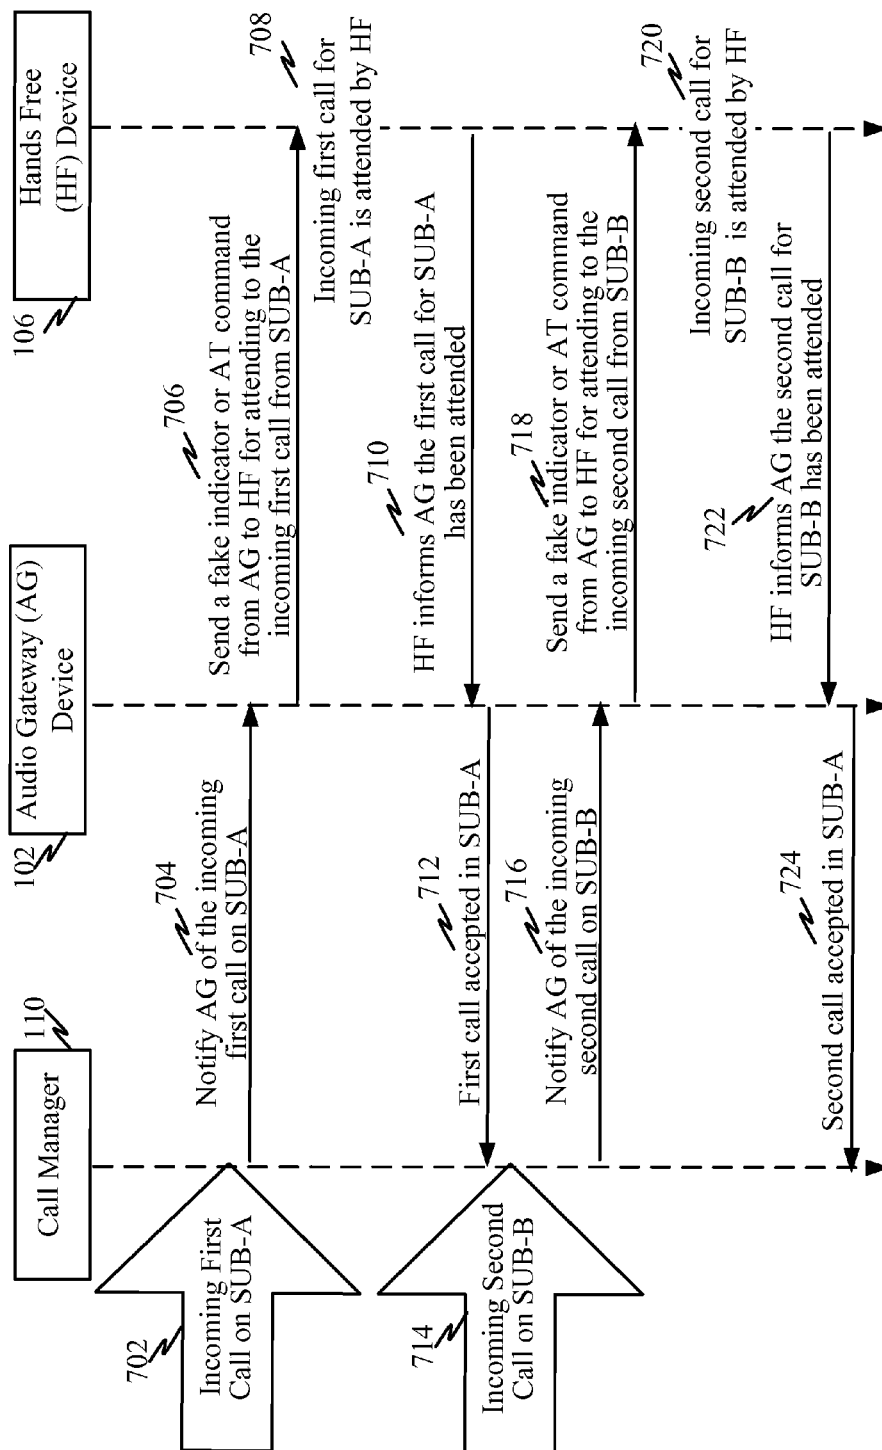 Call Manager
110
Audio Gateway (AG)
Device
102
Hands Free
(HF) Device
106
702
Incoming First
Call on SUB-A
704
Notify AG of the incoming
first call on SUB-A
706
Send a fake indicator or AT command
from AG to HF for attending to the
incoming first call from SUB-A
708
Incoming first call for
SUB-A is attended by HF
710
HF informs AG the first call for SUB-A
has been attended
712
First call accepted in SUB-A
714
Incoming Second
Call on SUB-B
716
Notify AG of the incoming
second call on SUB-B
718
Send a fake indicator or AT command
from AG to HF for attending to the
incoming second call from SUB-B
720
Incoming second call for
SUB-B is attended by HF
722
HF informs AG the second call for
SUB-B has been attended
724
Second call accepted in SUB-A